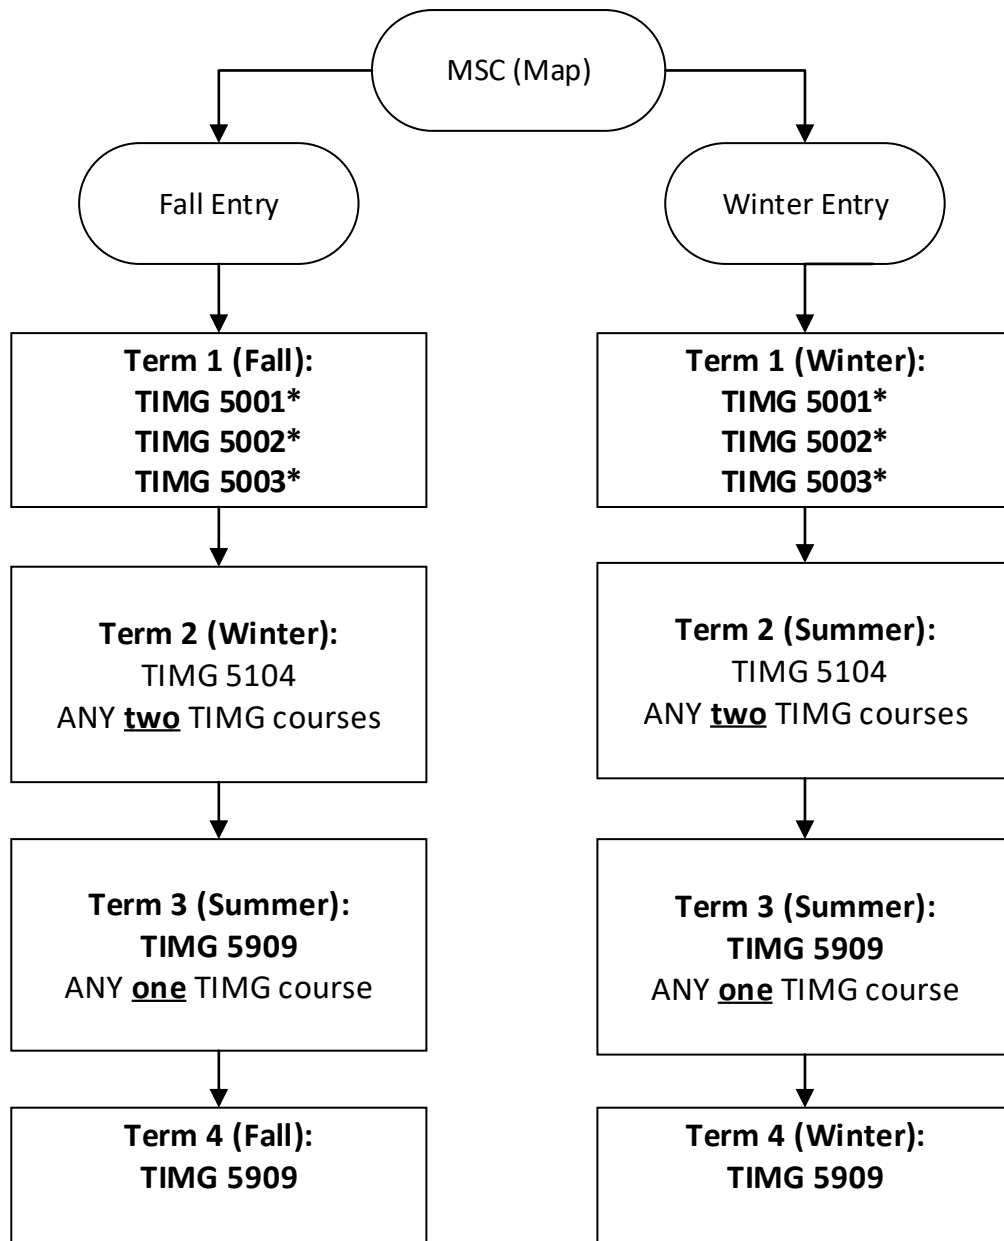 MSC (Map)
Fall Entry
Winter Entry
Term 1 (Fall):
TIMG 5001*
TIMG 5002*
TIMG 5003*
Term 1 (Winter):
TIMG 5001*
TIMG 5002*
TIMG 5003*
Term 2 (Winter):
TIMG 5104
ANY two TIMG courses
Term 2 (Summer):
TIMG 5104
ANY two TIMG courses
Term 3 (Summer):
TIMG 5909
ANY one TIMG course
Term 3 (Summer):
TIMG 5909
ANY one TIMG course
Term 4 (Fall):
TIMG 5909
Term 4 (Winter):
TIMG 5909